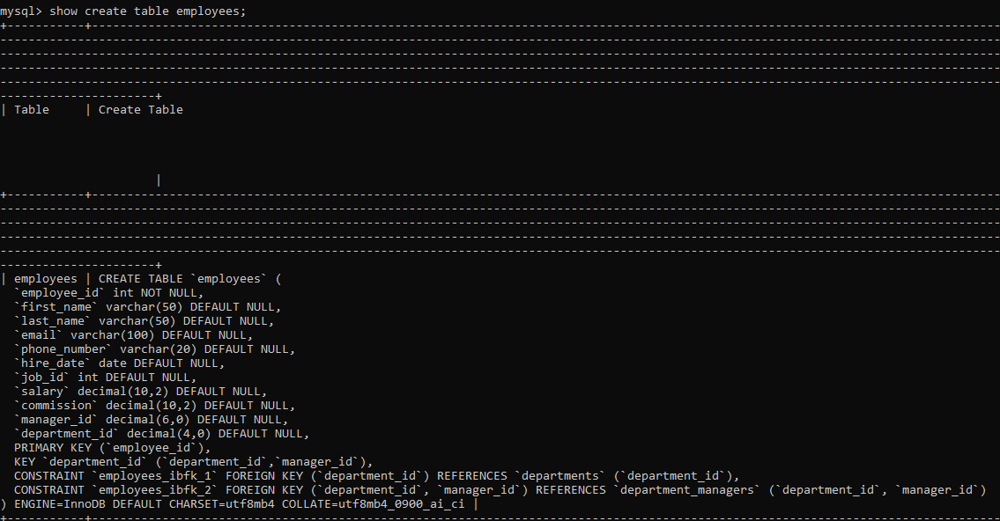 mysql> show create table employees;
+-----------+--------------------------------------------------------------------------------------------------------------------------------
----------------------------------------------------------------------------------------------------------------------------------------------
----------------------------------------------------------------------------------------------------------------------------------------------
----------------------------------------------------------------------------------------------------------------------------------------------
----------------------------------------------------------------------------------------------------------------------------------------------
----------------------+
| Table     | Create Table
|
+-----------+--------------------------------------------------------------------------------------------------------------------------------
----------------------------------------------------------------------------------------------------------------------------------------------
----------------------------------------------------------------------------------------------------------------------------------------------
----------------------------------------------------------------------------------------------------------------------------------------------
----------------------------------------------------------------------------------------------------------------------------------------------
----------------------+
| employees | CREATE TABLE `employees` (
  `employee_id` int NOT NULL,
  `first_name` varchar(50) DEFAULT NULL,
  `last_name` varchar(50) DEFAULT NULL,
  `email` varchar(100) DEFAULT NULL,
  `phone_number` varchar(20) DEFAULT NULL,
  `hire_date` date DEFAULT NULL,
  `job_id` int DEFAULT NULL,
  `salary` decimal(10,2) DEFAULT NULL,
  `commission` decimal(10,2) DEFAULT NULL,
  `manager_id` decimal(6,0) DEFAULT NULL,
  `department_id` decimal(4,0) DEFAULT NULL,
  PRIMARY KEY (`employee_id`),
  KEY `department_id` (`department_id`,`manager_id`),
  CONSTRAINT `employees_ibfk_1` FOREIGN KEY (`department_id`) REFERENCES `departments` (`department_id`),
  CONSTRAINT `employees_ibfk_2` FOREIGN KEY (`department_id`, `manager_id`) REFERENCES `department_managers` (`department_id`, `manager_id`)
) ENGINE=InnoDB DEFAULT CHARSET=utf8mb4 COLLATE=utf8mb4_0900_ai_ci |
+-----------+--------------------------------------------------------------------------------------------------------------------------------